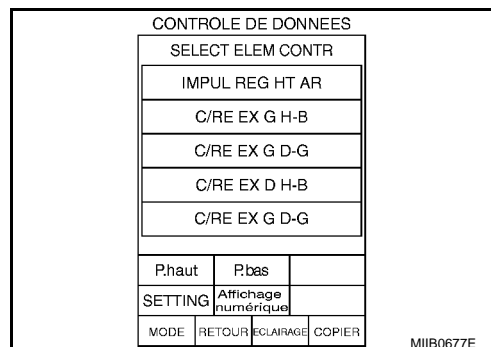 CONTROLE DE DONNEES
SELECT ELEM CONTR
IMPUL REG HT AR
C/RE EX G H-B
C/RE EX G D-G
C/RE EX D H-B
C/RE EX G D-G
P.haut P.bas
SETTING Affichage numérique
MODE RETOUR ECLAIRAGE COPIER
MIIB0677E